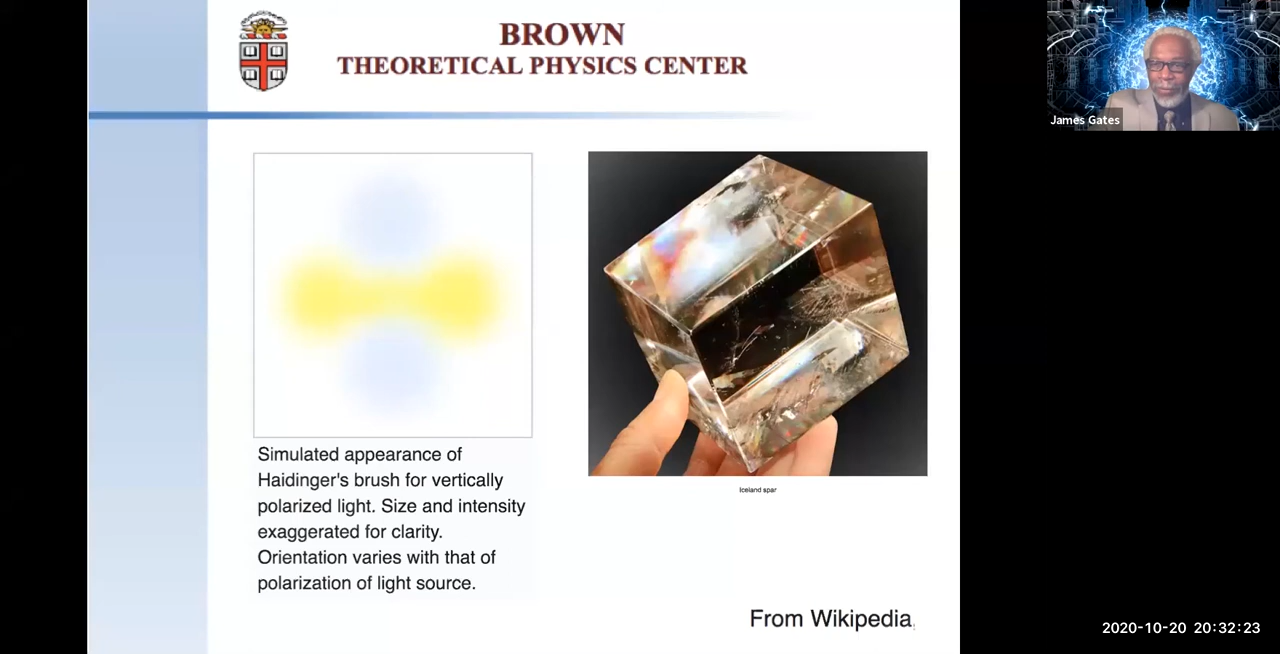 BROWN
THEORETICAL PHYSICS CENTER
James Gates
Simulated appearance of
Haidinger's brush for vertically
polarized light. Size and intensity
exaggerated for clarity.
Orientation varies with that of
polarization of light source.
Iceland spar
From Wikipedia
2020-10-20 20:32:23